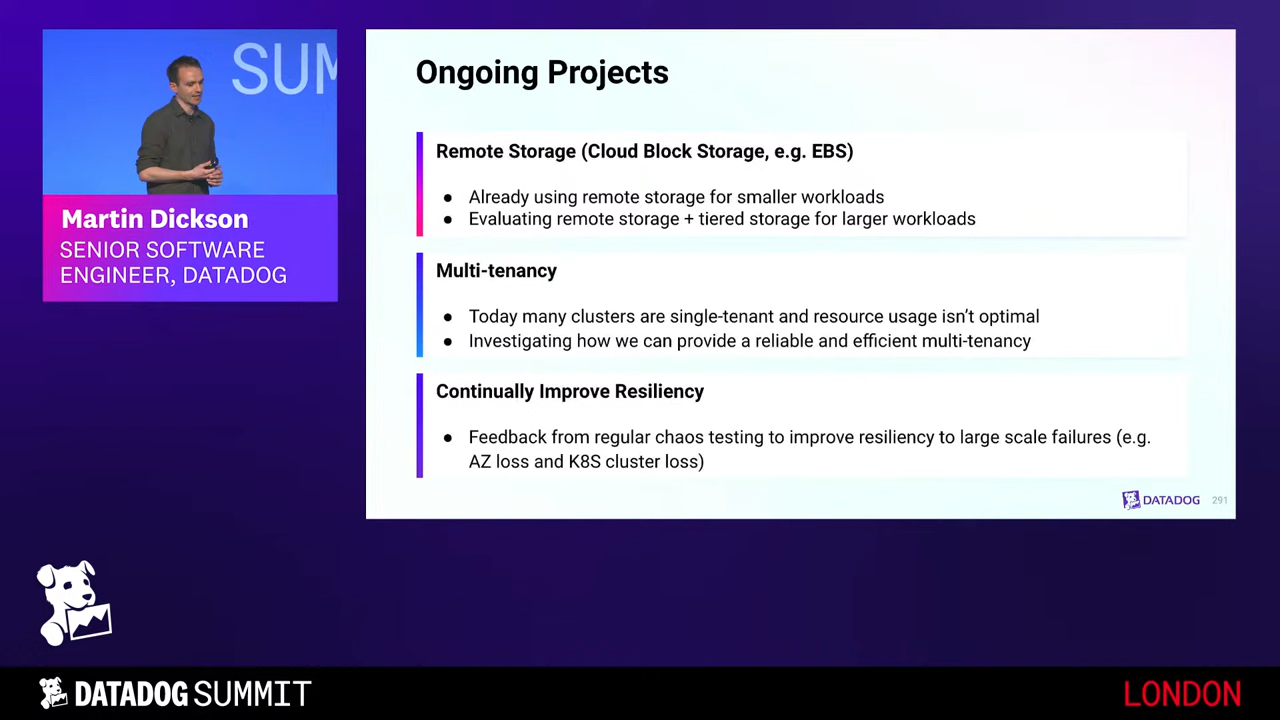 SUM
Martin Dickson
SENIOR SOFTWARE
ENGINEER, DATADOG
Ongoing Projects
Remote Storage (Cloud Block Storage, e.g. EBS)
● Already using remote storage for smaller workloads
● Evaluating remote storage + tiered storage for larger workloads
Multi-tenancy
● Today many clusters are single-tenant and resource usage isn’t optimal
● Investigating how we can provide a reliable and efficient multi-tenancy
Continually Improve Resiliency
● Feedback from regular chaos testing to improve resiliency to large scale failures (e.g.
AZ loss and K8S cluster loss)
DATADOG 291
DATADOG SUMMIT
LONDON